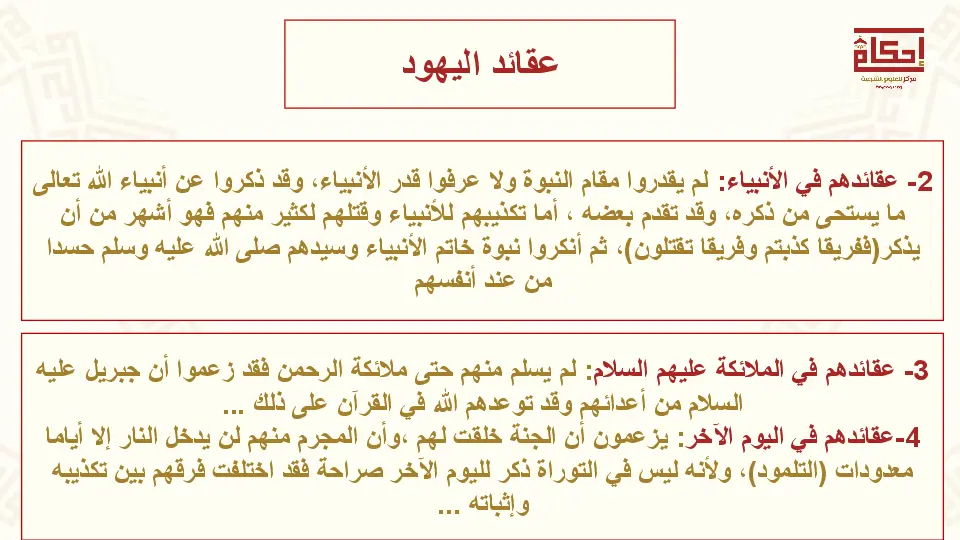 إحكام
مركز للعلوم الشرعية
عقائد اليهود
2- عقائدهم في الأنبياء: لم يقدروا مقام النبوة ولا عرفوا قدر الأنبياء، وقد ذكروا عن أنبياء الله تعالى
ما يستحى من ذكره، وقد تقدم بعضه ، أما تكذيبهم للأنبياء وقتلهم لكثير منهم فهو أشهر من أن
يذكر(ففريقا كذبتم وفريقا تقتلون)، ثم أنكروا نبوة خاتم الأنبياء وسيدهم صلى الله عليه وسلم حسدا
من عند أنفسهم
3- عقائدهم في الملائكة عليهم السلام: لم يسلم منهم حتى ملائكة الرحمن فقد زعموا أن جبريل عليه
السلام من أعدائهم وقد توعدهم الله في القرآن على ذلك ...
4-عقائدهم في اليوم الآخر: يزعمون أن الجنة خلقت لهم ،وأن المجرم منهم لن يدخل النار إلا أياما
معدودات (التلمود)، ولأنه ليس في التوراة ذكر لليوم الآخر صراحة فقد اختلفت فرقهم بين تكذيبه
وإثباته ...